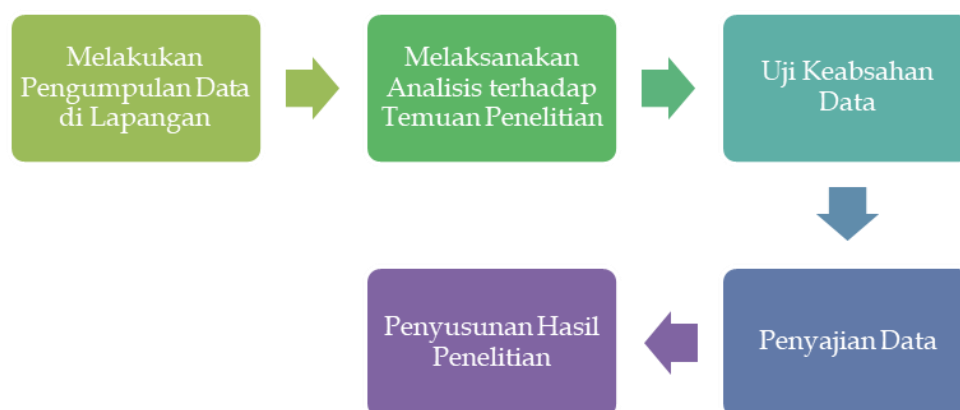 Melakukan
Pengumpulan Data
di Lapangan
Melaksanakan
Analisis terhadap
Temuan Penelitian
Uji Keabsahan
Data
Penyajian Data
Penyusunan Hasil
Penelitian